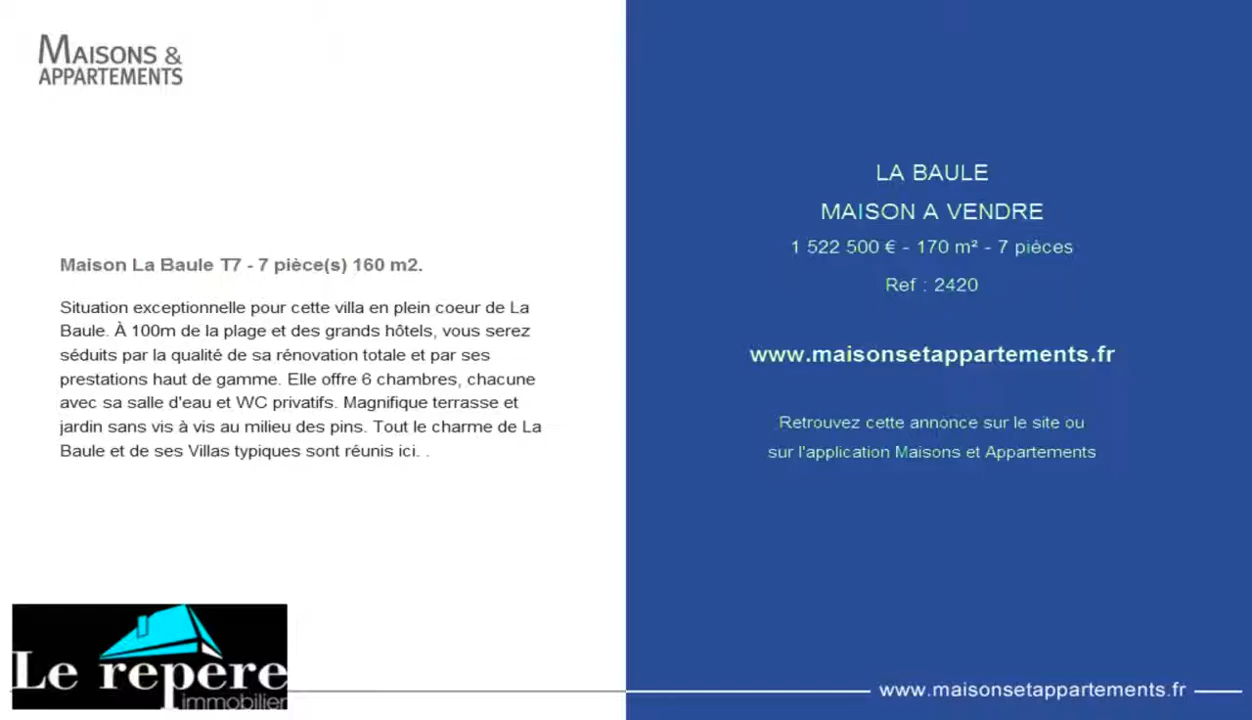 MAISONS &
APPARTEMENTS
Maison La Baule T7 - 7 pièce(s) 160 m2.
Situation exceptionnelle pour cette villa en plein coeur de La
Baule. À 100m de la plage et des grands hôtels, vous serez
séduits par la qualité de sa rénovation totale et par ses
prestations haut de gamme. Elle offre 6 chambres, chacune
avec sa salle d'eau et WC privatifs. Magnifique terrasse et
jardin sans vis à vis au milieu des pins. Tout le charme de La
Baule et de ses Villas typiques sont réunis ici. .
Le repère
immobilier
LA BAULE
MAISON A VENDRE
1 522 500 € - 170 m² - 7 pièces
Ref : 2420
www.maisonsetappartements.fr
Retrouvez cette annonce sur le site ou
sur l'application Maisons et Appartements
www.maisonsetappartements.fr